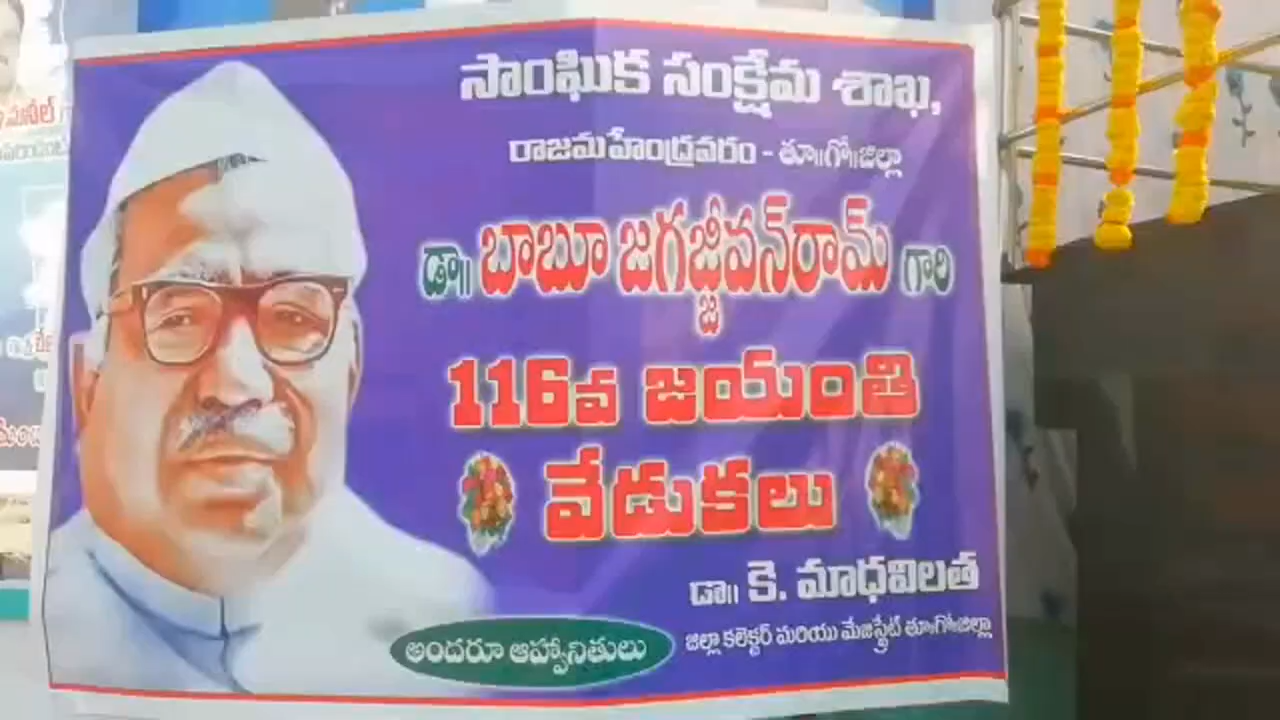 సాంఘిక సంక్షేమ శాఖ,
రాజమహేంద్రవరం - తూ॥గో॥జిల్లా
డా॥ బాబూ జగజ్జీవన్‌రామ్ గారి
116వ జయంతి
వేడుకలు
డా॥ కె. మాధవిలత
జిల్లా కలెక్టర్ మరియు మేజిస్ట్రేట్ తూ॥గో॥జిల్లా
అందరూ ఆహ్వానితులు